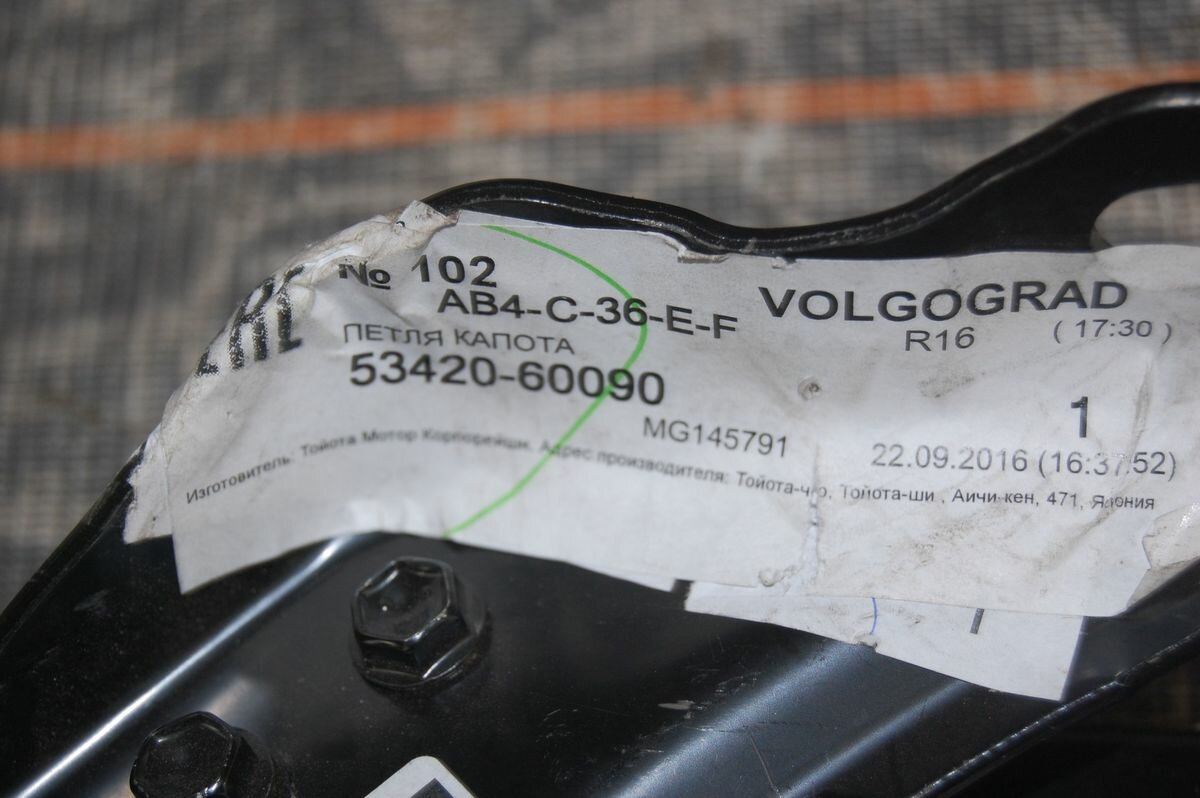 EAC
№ 102
AB4-C-36-E-F
VOLGOGRAD
R16 (17:30)
ПЕТЛЯ КАПОТА
53420-60090
1
MG145791
22.09.2016 (16:37:52)
Изготовитель: Тойота Мотор Корпорейшн. Адрес производителя: Тойота-чо, Тойота-ши , Аичи-кен, 471, Япония